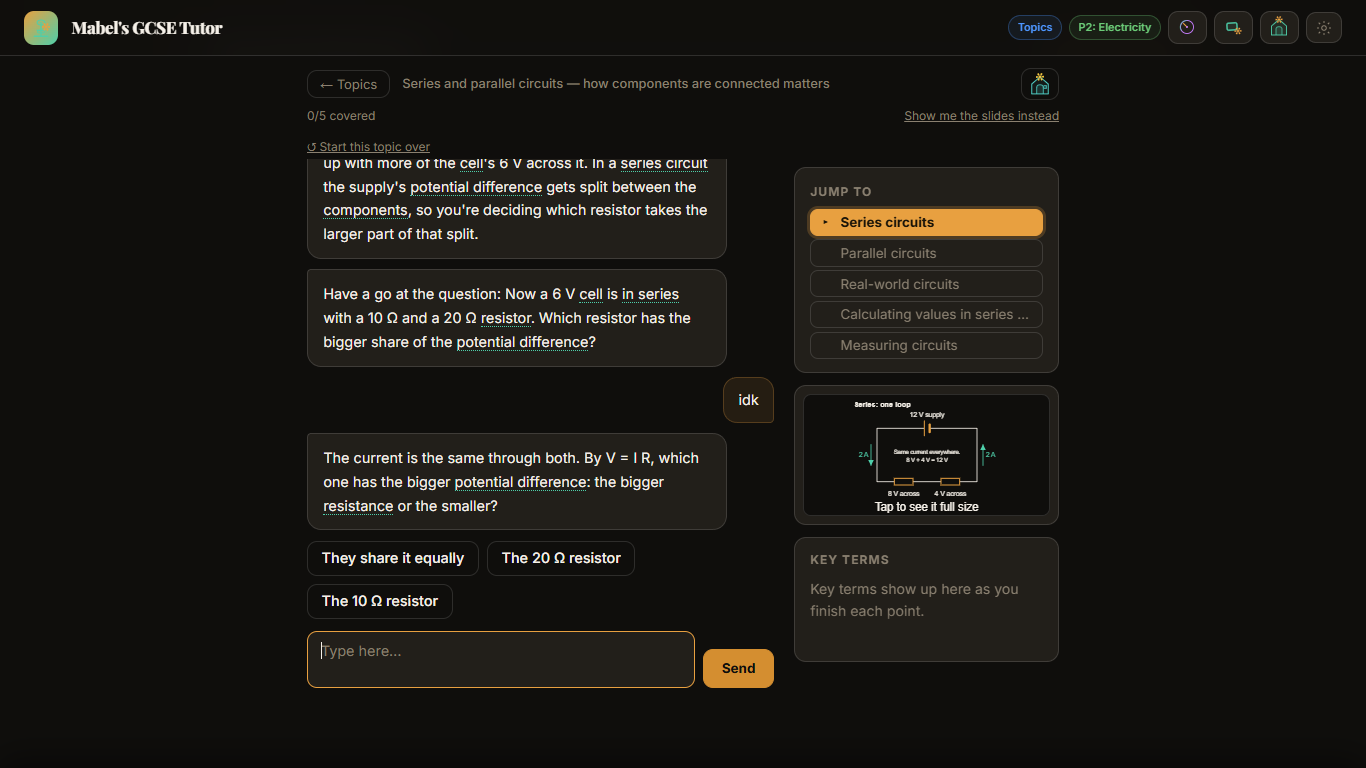 Mabel's GCSE Tutor
Topics
P2: Electricity
← Topics
Series and parallel circuits — how components are connected matters
0/5 covered
Show me the slides instead
↺ Start this topic over
up with more of the cell's 6 V across it. In a series circuit
the supply's potential difference gets split between the
components, so you're deciding which resistor takes the
larger part of that split.
Have a go at the question: Now a 6 V cell is in series
with a 10 Ω and a 20 Ω resistor. Which resistor has the
bigger share of the potential difference?
idk
The current is the same through both. By V = I R, which
one has the bigger potential difference: the bigger
resistance or the smaller?
They share it equally
The 20 Ω resistor
The 10 Ω resistor
Type here...
Send
JUMP TO
▸ Series circuits
Parallel circuits
Real-world circuits
Calculating values in series ...
Measuring circuits
Series: one loop
12 V supply
2A
Same current everywhere.
8 V + 4 V = 12 V
2A
8 V across
4 V across
Tap to see it full size
KEY TERMS
Key terms show up here as you
finish each point.